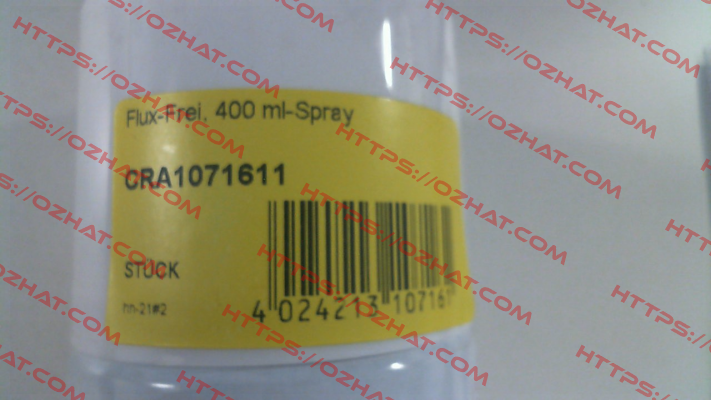 Flux-Frei. 400 ml-Spray
CRA1071611
STÜCK
4 024213 10716
HTTPS://OZHAT.COM